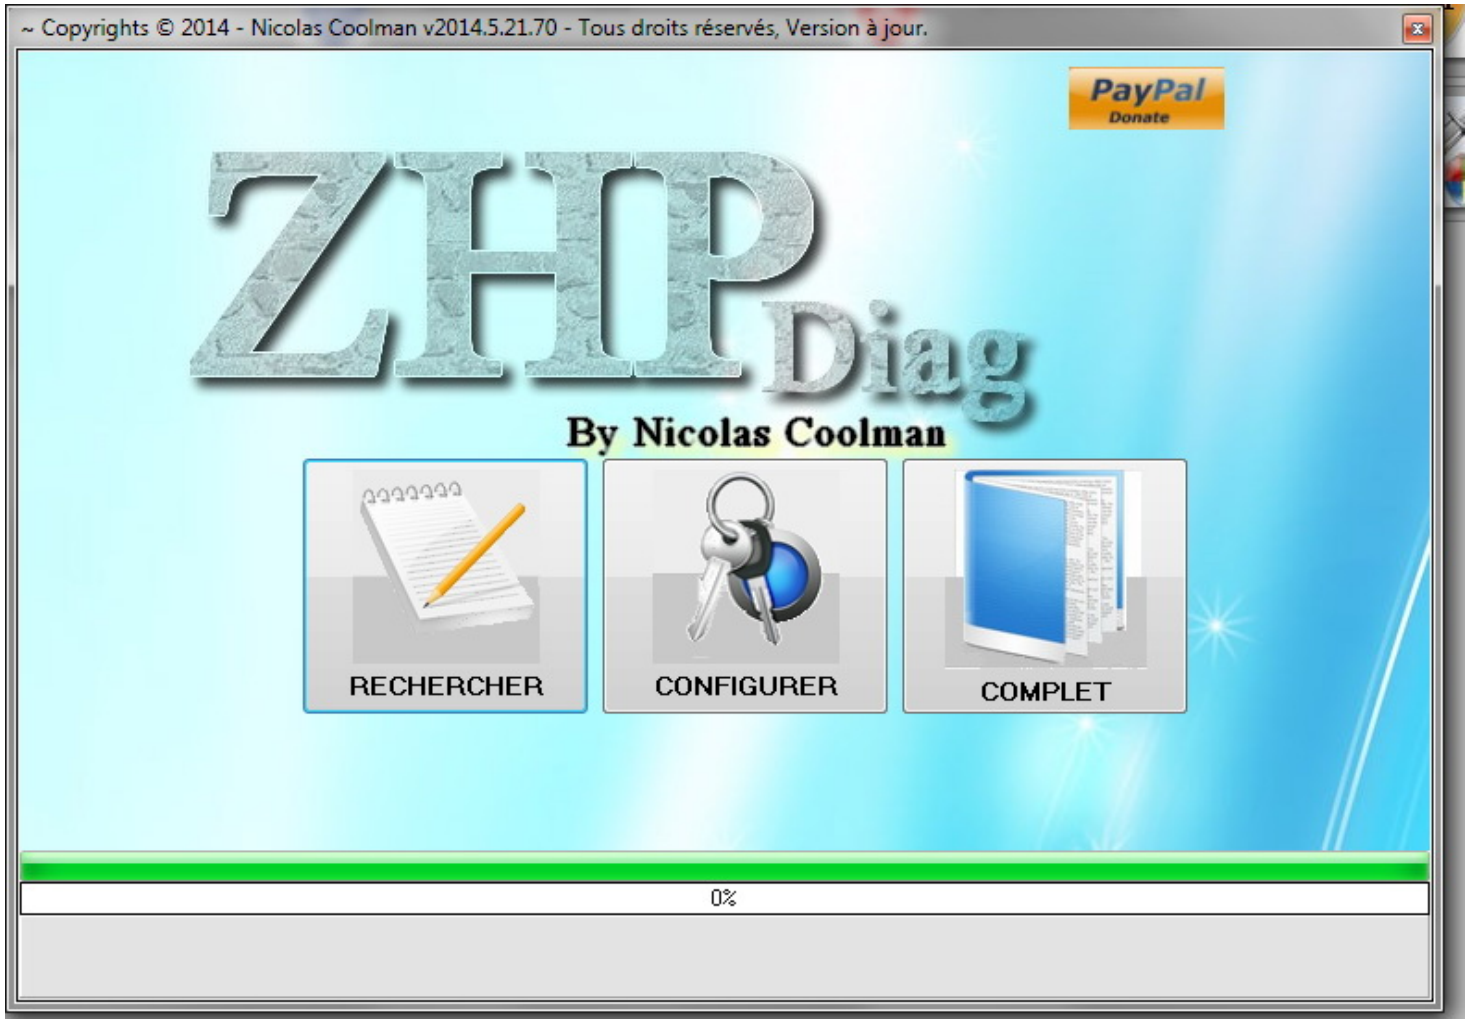 ~ Copyrights © 2014 - Nicolas Coolman v2014.5.21.70 - Tous droits réservés, Version à jour.
PayPal
Donate
ZHP
Diag
By Nicolas Coolman
RECHERCHER
CONFIGURER
COMPLET
0%